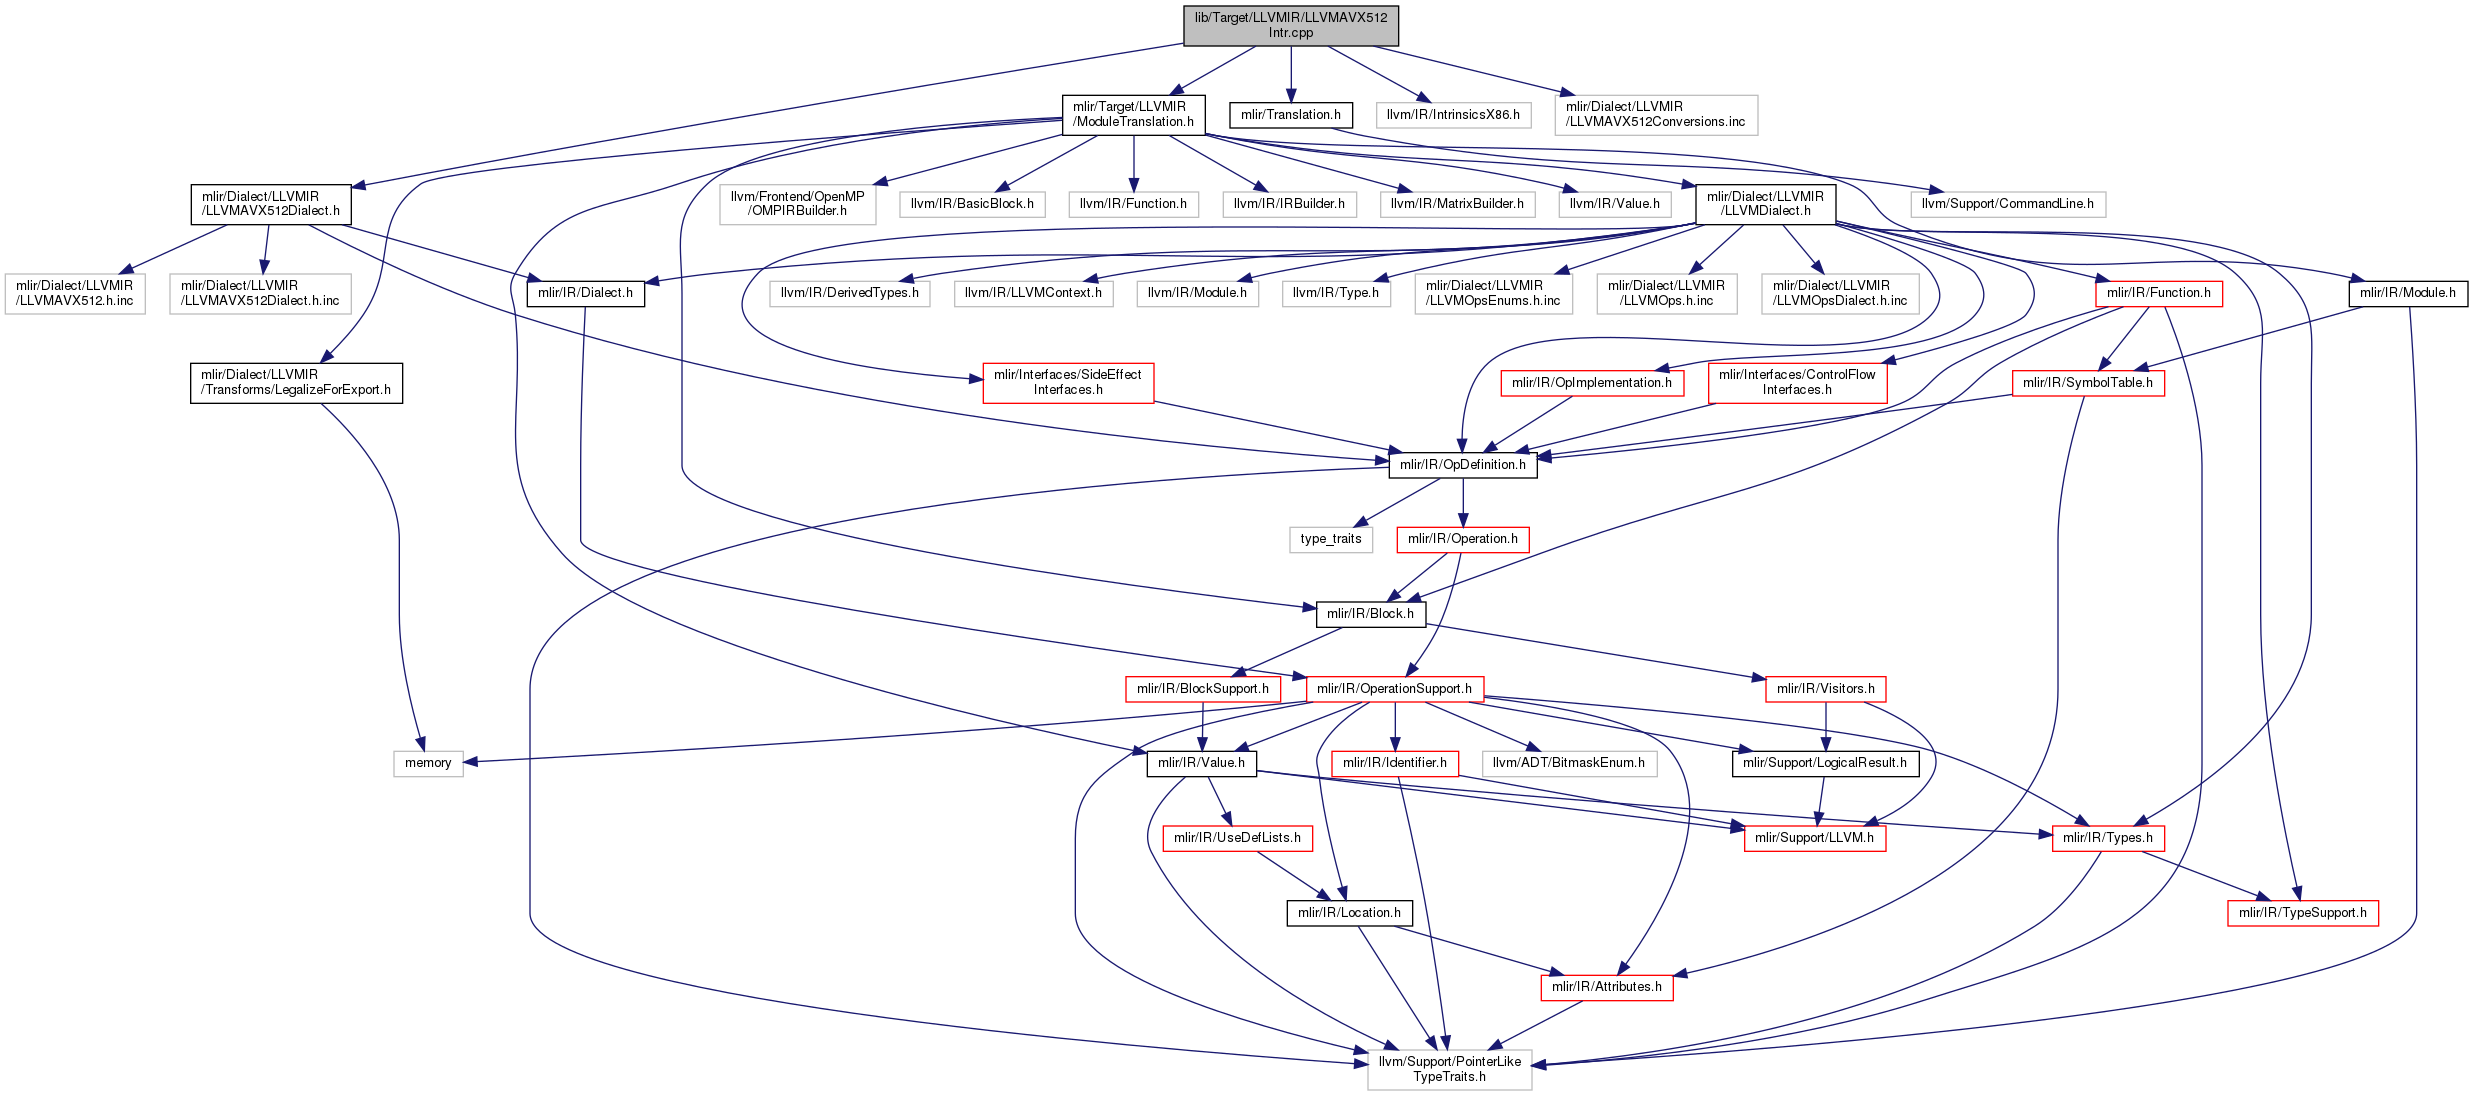 lib/Target/LLVMIR/LLVMAVX512
Intr.cpp
mlir/Target/LLVMIR
/ModuleTranslation.h
mlir/Translation.h
llvm/IR/IntrinsicsX86.h
mlir/Dialect/LLVMIR
/LLVMAVX512Conversions.inc
mlir/Dialect/LLVMIR
/LLVMAVX512Dialect.h
llvm/Frontend/OpenMP
/OMPIRBuilder.h
llvm/IR/BasicBlock.h
llvm/IR/Function.h
llvm/IR/IRBuilder.h
llvm/IR/MatrixBuilder.h
llvm/IR/Value.h
mlir/Dialect/LLVMIR
/LLVMDialect.h
llvm/Support/CommandLine.h
mlir/Dialect/LLVMIR
/LLVMAVX512.h.inc
mlir/Dialect/LLVMIR
/LLVMAVX512Dialect.h.inc
mlir/IR/Dialect.h
llvm/IR/DerivedTypes.h
llvm/IR/LLVMContext.h
llvm/IR/Module.h
llvm/IR/Type.h
mlir/Dialect/LLVMIR
/LLVMOpsEnums.h.inc
mlir/Dialect/LLVMIR
/LLVMOps.h.inc
mlir/Dialect/LLVMIR
/LLVMOpsDialect.h.inc
mlir/IR/Function.h
mlir/IR/Module.h
mlir/Dialect/LLVMIR
/Transforms/LegalizeForExport.h
mlir/Interfaces/SideEffect
Interfaces.h
mlir/IR/OpImplementation.h
mlir/Interfaces/ControlFlow
Interfaces.h
mlir/IR/SymbolTable.h
mlir/IR/OpDefinition.h
type_traits
mlir/IR/Operation.h
mlir/IR/Block.h
mlir/IR/BlockSupport.h
mlir/IR/OperationSupport.h
mlir/IR/Visitors.h
memory
mlir/IR/Value.h
mlir/IR/Identifier.h
llvm/ADT/BitmaskEnum.h
mlir/Support/LogicalResult.h
mlir/IR/UseDefLists.h
mlir/Support/LLVM.h
mlir/IR/Types.h
mlir/IR/Location.h
mlir/IR/TypeSupport.h
mlir/IR/Attributes.h
llvm/Support/PointerLike
TypeTraits.h